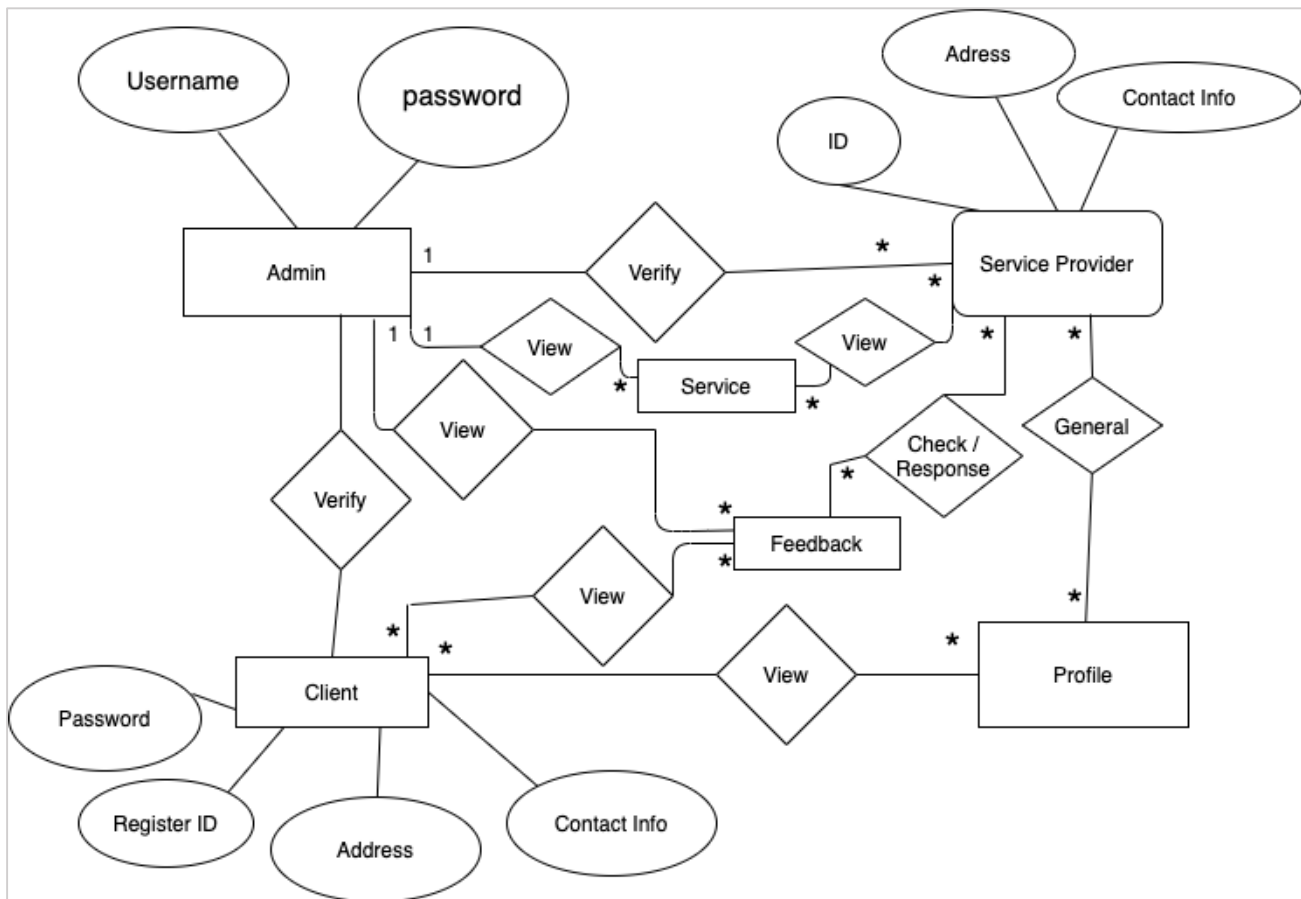 Adress
Username
password
Contact Info
ID
1
Verify
*
Admin
Service Provider
*
1
1
View
View
*
*
*
Service
*
View
Check /
Response
General
*
Verify
*
Feedback
*
View
*
*
*
*
View
Client
Profile
Password
Register ID
Address
Contact Info